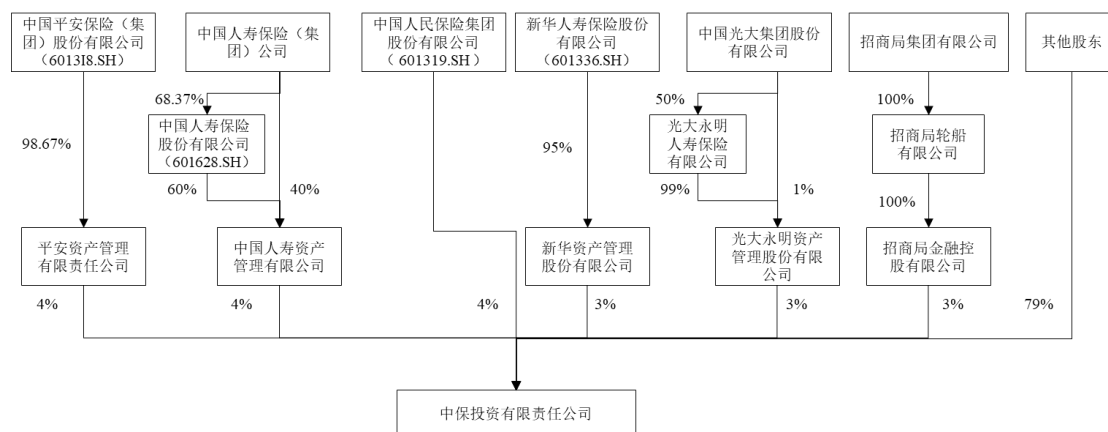 中国平安保险（集
团）股份有限公司
（6013I8.SH）
中国人寿保险（集
团）公司
中国人民保险集团
股份有限公司
（601319.SH）
新华人寿保险股份
有限公司
（601336.SH）
中国光大集团股份
有限公司
招商局集团有限公司
其他股东
68.37%
50%
100%
98.67%
中国人寿保险
股份有限公司
（601628.SH）
95%
光大永明
人寿保险
有限公司
招商局轮船
有限公司
60%
40%
99%
1%
100%
平安资产管理
有限责任公司
中国人寿资产
管理有限公司
新华资产管理
股份有限公司
光大永明资产
管理股份有限
公司
招商局金融控
股有限公司
4%
4%
4%
3%
3%
3%
79%
中保投资有限责任公司